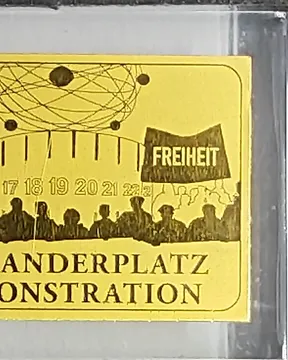 FREIHEIT
17 18 19 20 21 22
ANDERPLATZ
ONSTRATION